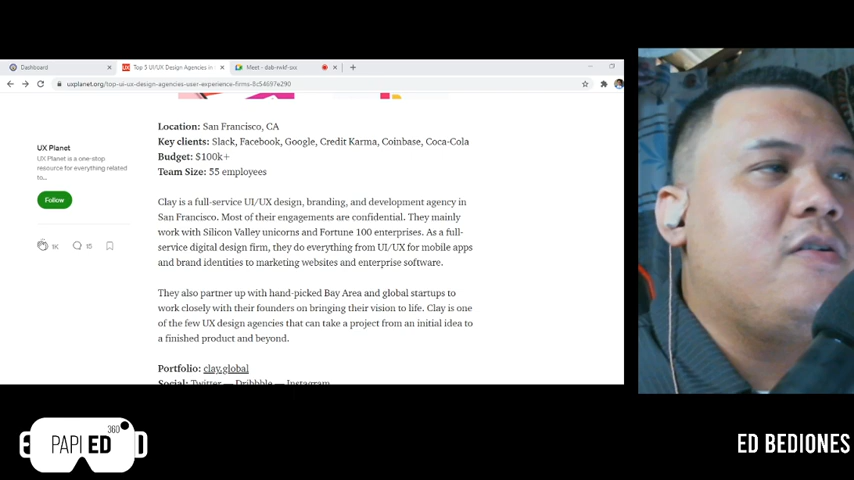 Dashboard
Top 5 UI/UX Design Agencies in
Meet - dsb-rwkf-sxx
uxplanet.org/top-ui-ux-design-agencies-user-experience-firms-8c54697e290
Location: San Francisco, CA
Key clients: Slack, Facebook, Google, Credit Karma, Coinbase, Coca-Cola
Budget: $100k+
Team Size: 55 employees
UX Planet
UX Planet is a one-stop
resource for everything related
to...
Follow
1K
15
Clay is a full-service UI/UX design, branding, and development agency in
San Francisco. Most of their engagements are confidential. They mainly
work with Silicon Valley unicorns and Fortune 100 enterprises. As a full-
service digital design firm, they do everything from UI/UX for mobile apps
and brand identities to marketing websites and enterprise software.
They also partner up with hand-picked Bay Area and global startups to
work closely with their founders on bringing their vision to life. Clay is one
of the few UX design agencies that can take a project from an initial idea to
a finished product and beyond.
Portfolio: clay.global
Social: Twitter — Dribbble — Instagram
PAPI ED
360°
ED BEDIONES